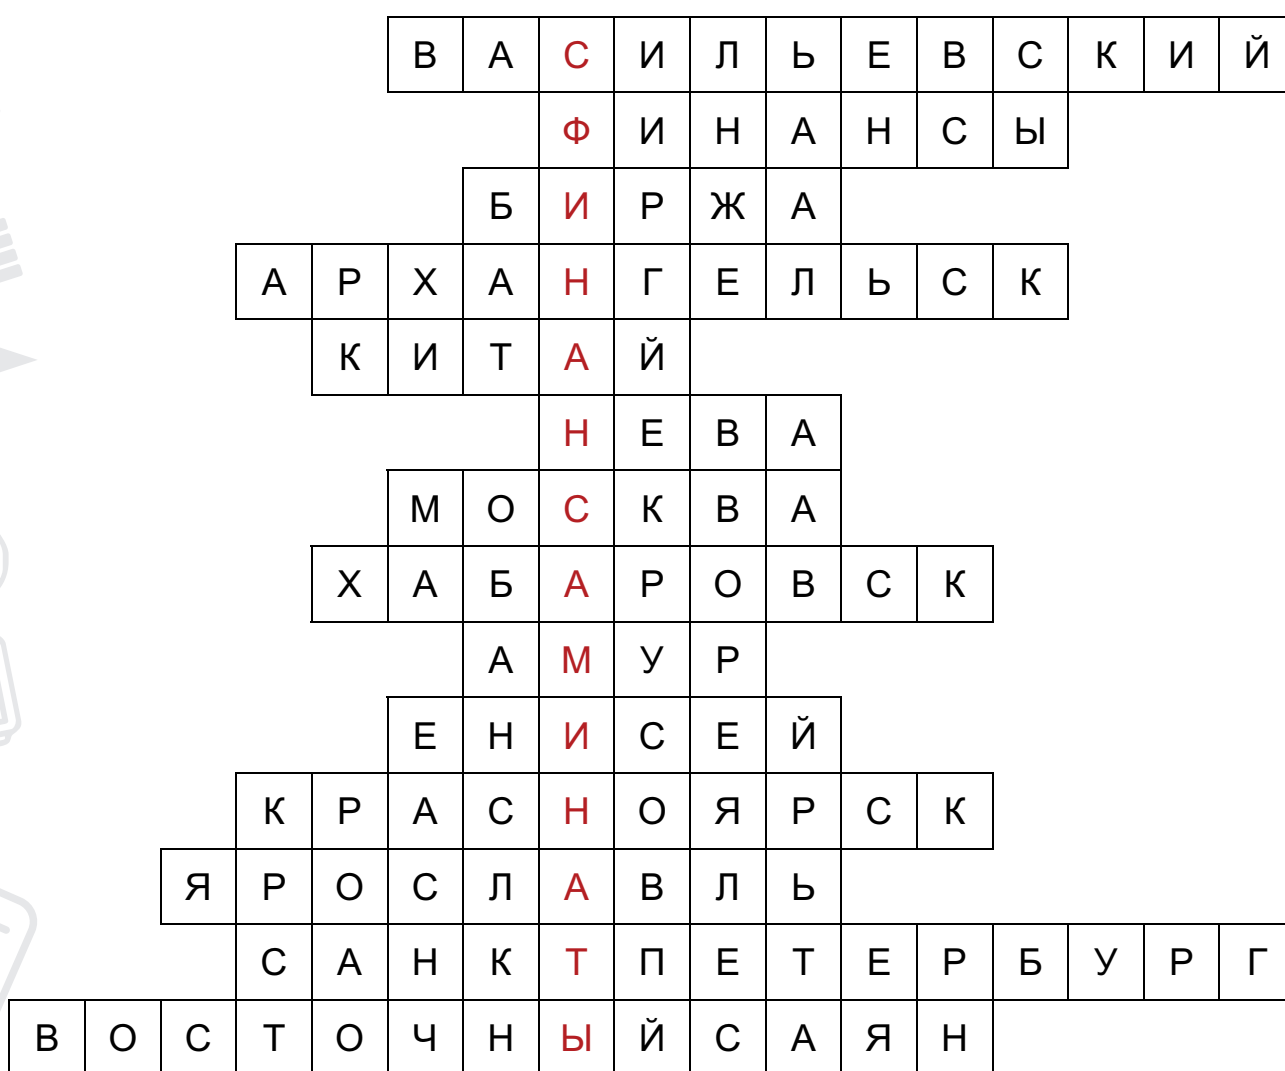 ВАСИЛЬЕВСКИЙ
ФИНАНСЫ
БИРЖА
АРХАНГЕЛЬСК
КИТАЙ
НЕВА
МОСКВА
ХАБАРОВСК
АМУР
ЕНИСЕЙ
КРАСНОЯРСК
ЯРОСЛАВЛЬ
САНКТПЕТЕРБУРГ
ВОСТОЧНЫЙСАЯН